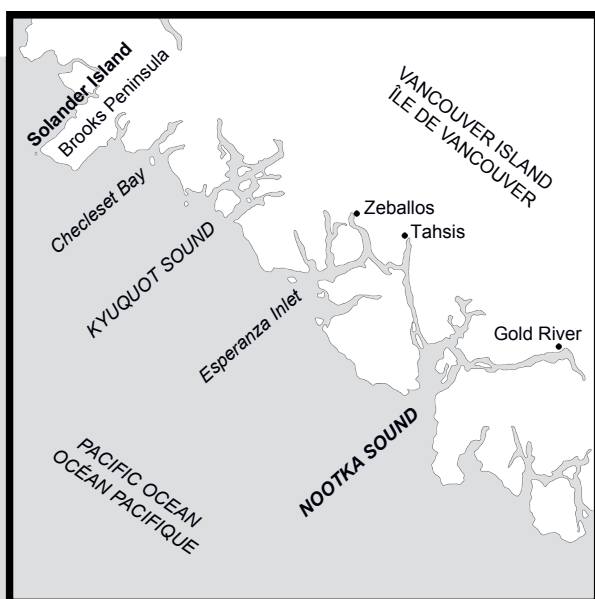 Solander Island
Brooks Peninsula
VANCOUVER ISLAND
ÎLE DE VANCOUVER
Checleset Bay
Zeballos
Tahsis
KYUQUOT SOUND
Esperanza Inlet
Gold River
NOOTKA SOUND
PACIFIC OCEAN
OCÉAN PACIFIQUE